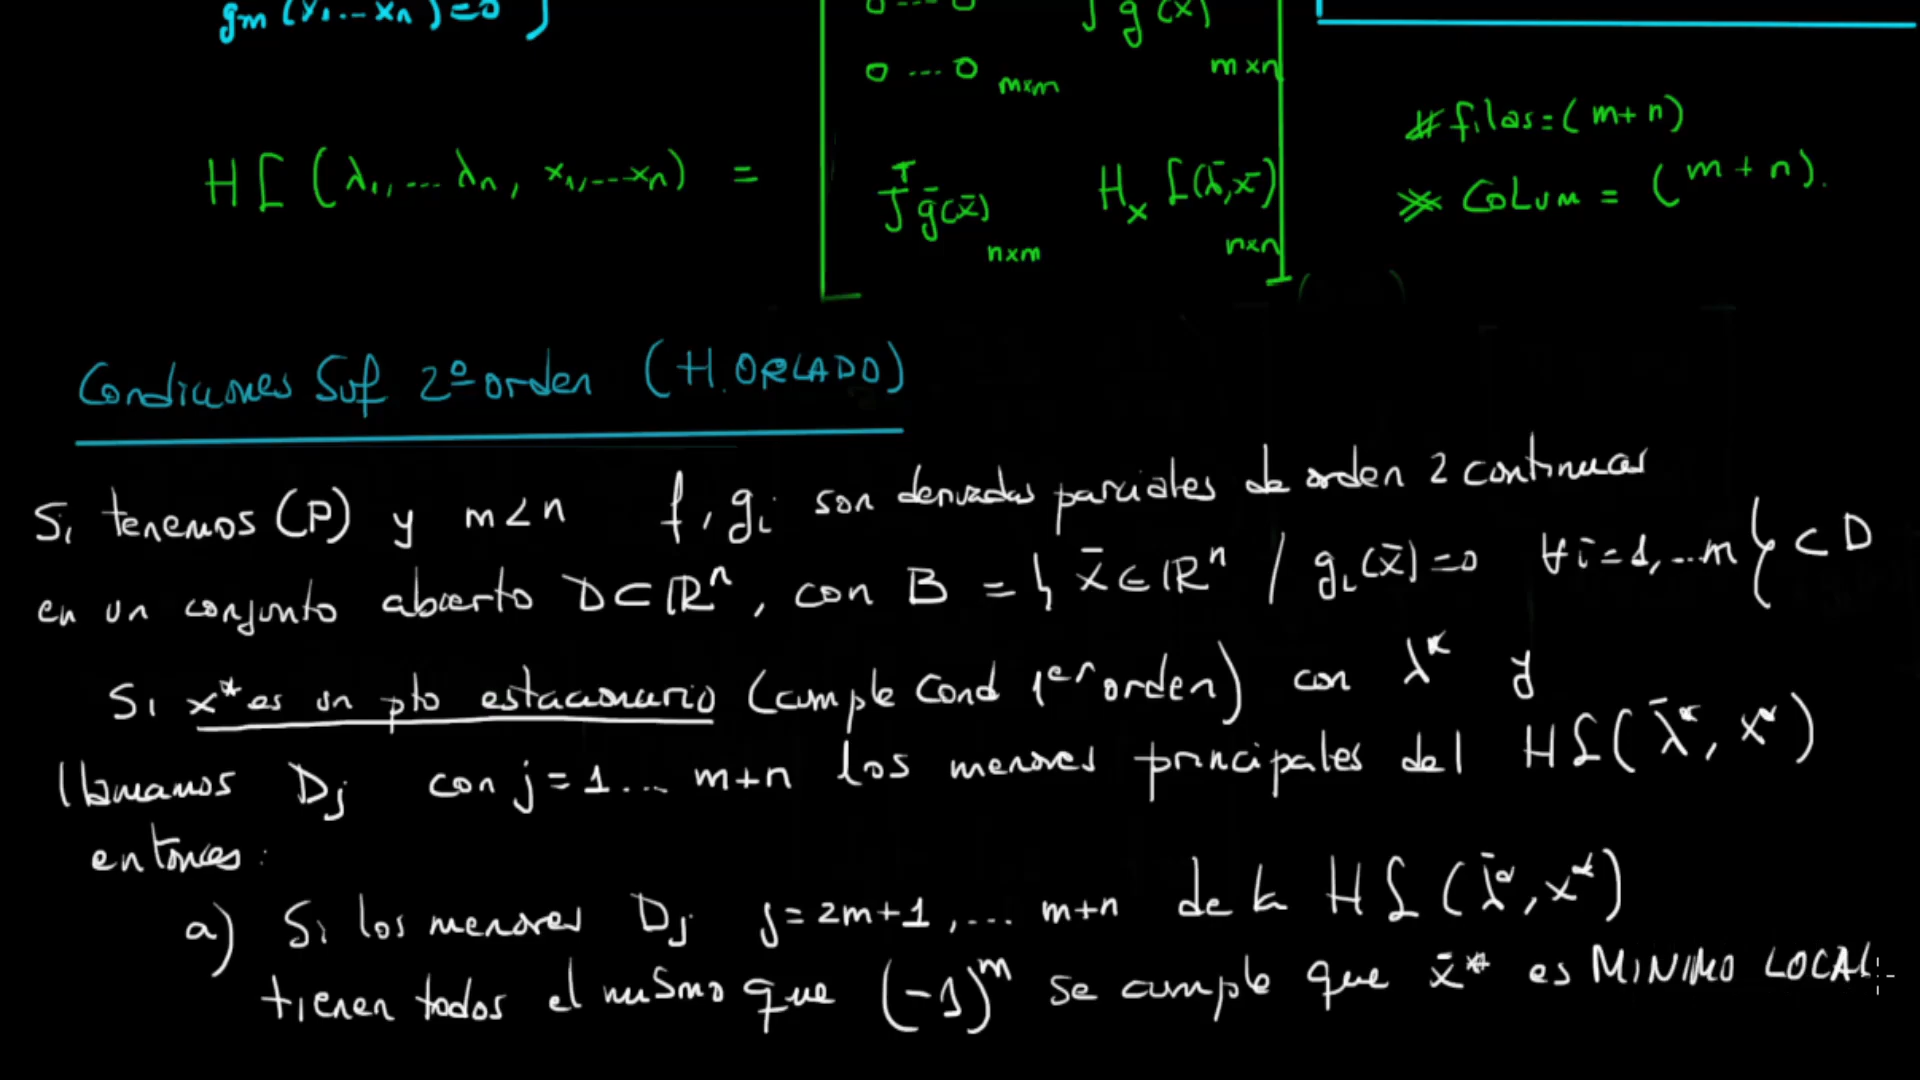 gm (x1...xn)=0 }
0....0 J g (x)
0 ...0 mxm mxn
# filas=(m+n)
HL (λ1,...λn, x1,...xn) = J^T ḡ(x̄) nxm Hx L(λ̄,x̄) nxn
# Colum = (m+n).
Condiciones Suf 2º orden (H.ORLADO)
Si tenemos (P) y m<n f, gi son derivadas parciales de orden 2 continuas
en un conjunto abierto D⊂ℝⁿ, con B = { x̄∈ℝⁿ / gi(x̄)=0 ∀i=1,...m } ⊂ D
Si x* es un pto estacionario (cumple Cond 1er orden) con λ* y
llamamos Dj con j=1... m+n los menores principales del HL(λ̄*, x*)
entonces:
a) Si los menores Dj j=2m+1,... m+n de la HL(λ̄*, x*)
tienen todos el mismo que (-1)^m se cumple que x̄* es MINIMO LOCAL